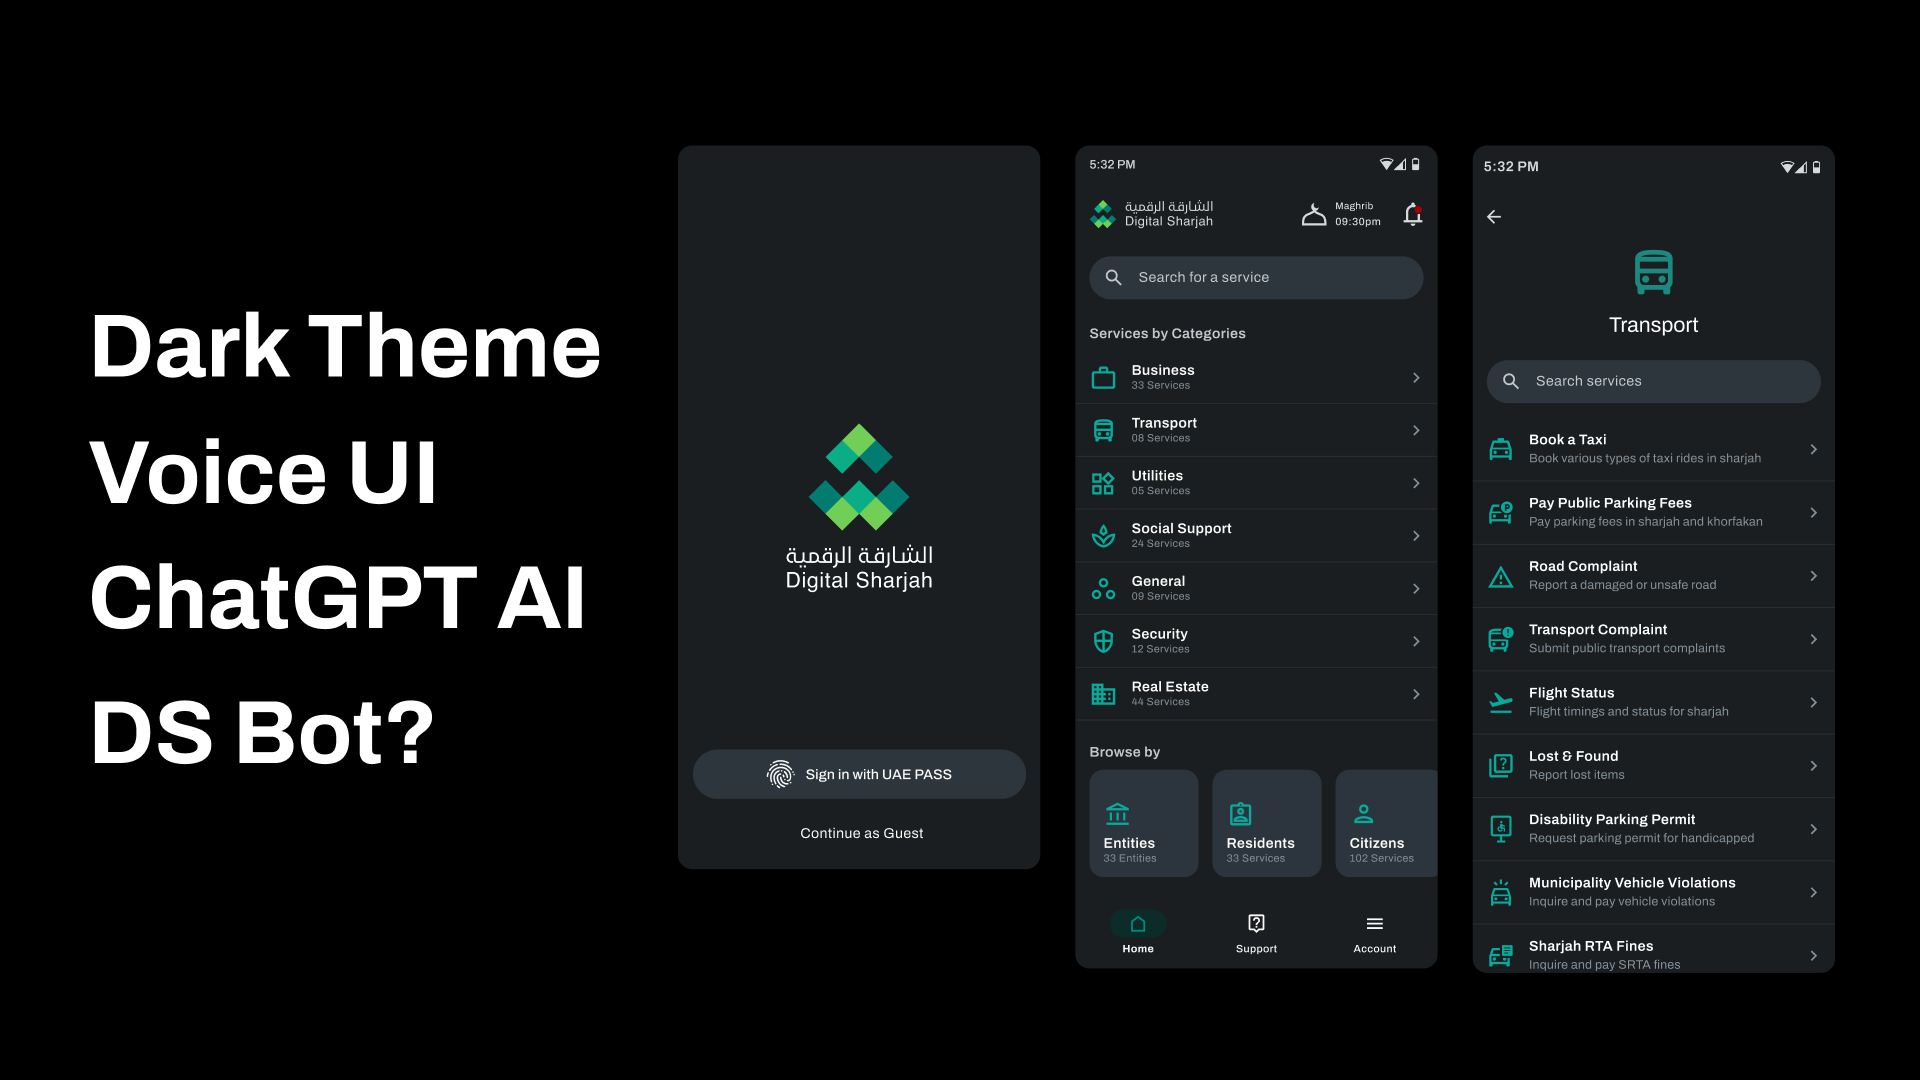 Dark Theme
Voice UI
ChatGPT AI
DS Bot?
الشارقة الرقمية
Digital Sharjah
Sign in with UAE PASS
Continue as Guest
5:32 PM
الشارقة الرقمية
Digital Sharjah
Maghrib
09:30pm
Search for a service
Services by Categories
Business
33 Services
Transport
08 Services
Utilities
05 Services
Social Support
24 Services
General
09 Services
Security
12 Services
Real Estate
44 Services
Browse by
Entities
33 Entities
Residents
33 Services
Citizens
102 Services
Home
Support
Account
5:32 PM
Transport
Search services
Book a Taxi
Book various types of taxi rides in sharjah
Pay Public Parking Fees
Pay parking fees in sharjah and khorfakan
Road Complaint
Report a damaged or unsafe road
Transport Complaint
Submit public transport complaints
Flight Status
Flight timings and status for sharjah
Lost & Found
Report lost items
Disability Parking Permit
Request parking permit for handicapped
Municipality Vehicle Violations
Inquire and pay vehicle violations
Sharjah RTA Fines
Inquire and pay SRTA fines